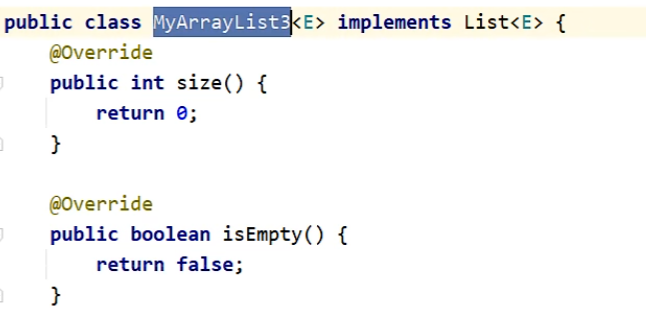 public class MyArrayList3<E> implements List<E> {
@Override
public int size() {
return 0;
}
@Override
public boolean isEmpty() {
return false;
}